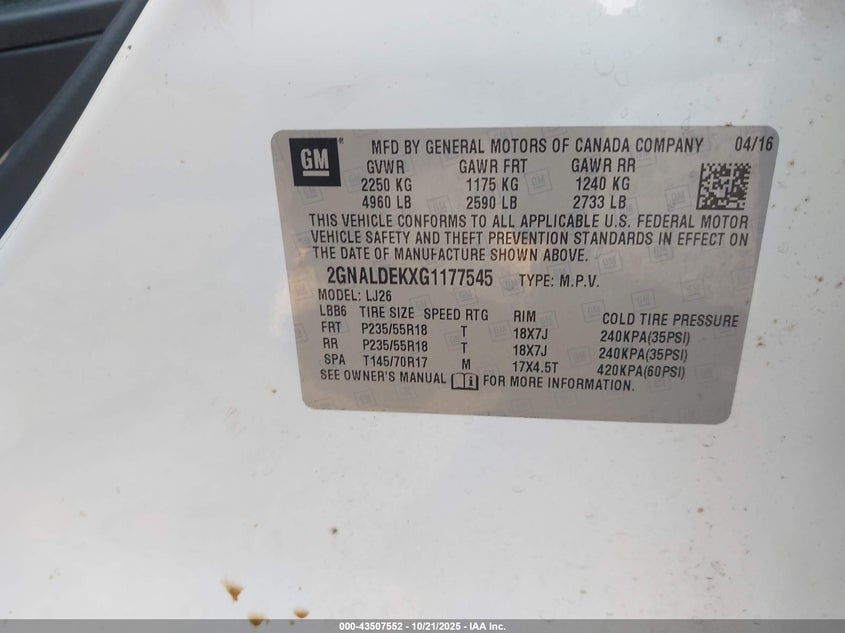 GM
MFD BY GENERAL MOTORS OF CANADA COMPANY 04/16
GVWR GAWR FRT GAWR RR
2250 KG 1175 KG 1240 KG
4960 LB 2590 LB 2733 LB
THIS VEHICLE CONFORMS TO ALL APPLICABLE U.S. FEDERAL MOTOR
VEHICLE SAFETY AND THEFT PREVENTION STANDARDS IN EFFECT ON
THE DATE OF MANUFACTURE SHOWN ABOVE.
2GNALDEKXG1177545 TYPE: M.P.V.
MODEL: LJ26
LBB6 TIRE SIZE SPEED RTG RIM COLD TIRE PRESSURE
FRT P235/55R18 T 18X7J 240KPA(35PSI)
RR P235/55R18 T 18X7J 240KPA(35PSI)
SPA T145/70R17 M 17X4.5T 420KPA(60PSI)
SEE OWNER'S MANUAL FOR MORE INFORMATION.
000-43507552 - 10/21/2025 - IAA Inc.